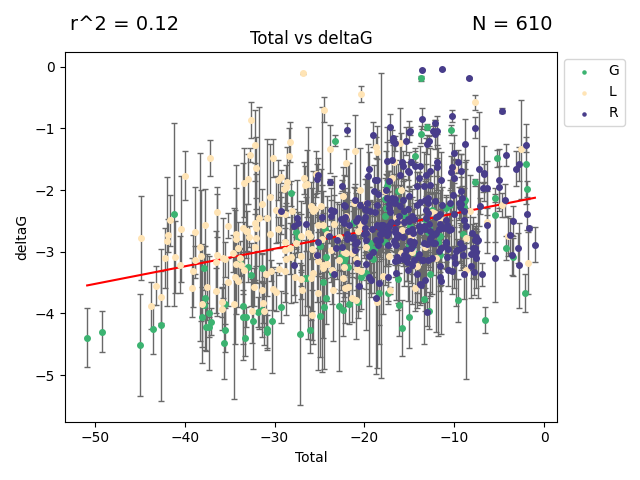 r^2 = 0.12
N = 610
Total vs deltaG
G
L
R
0
−1
−2
−3
−4
−5
deltaG
−50
−40
−30
−20
−10
0
Total